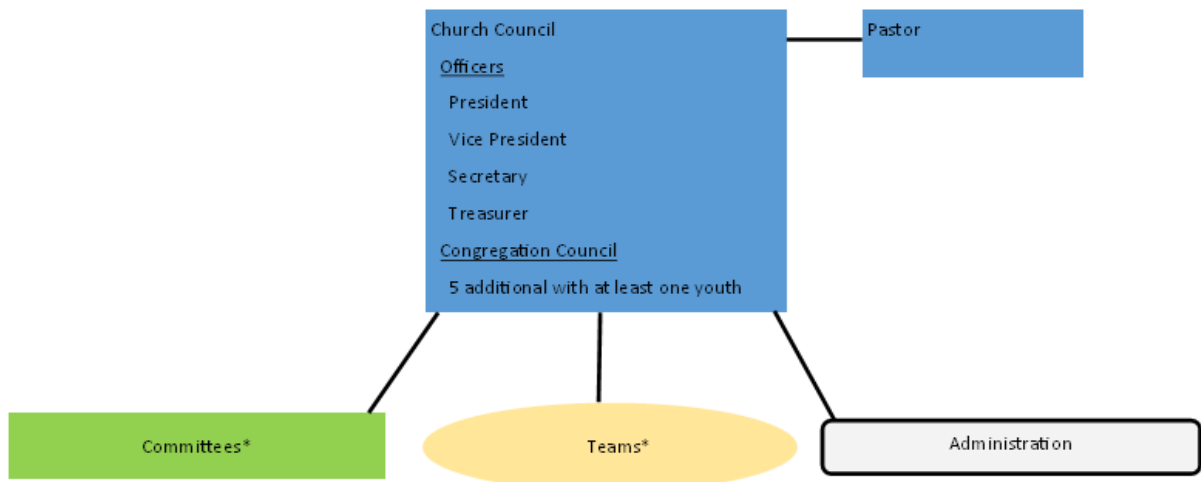 Church Council
Pastor
Officers
President
Vice President
Secretary
Treasurer
Congregation Council
5 additional with at least one youth
Committees*
Teams*
Administration